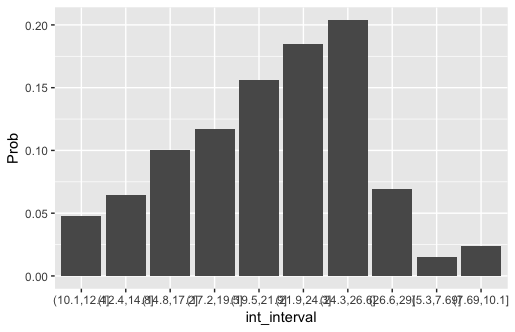 0.20
0.15
0.10
0.05
0.00
Prob
(10.1,12.4] (12.4,14.8] (14.8,17.2] (17.2,19.5] (19.5,21.9] (21.9,24.3] (24.3,26.6] (26.6,29] (5.3,7.69] (7.69,10.1]
int_interval